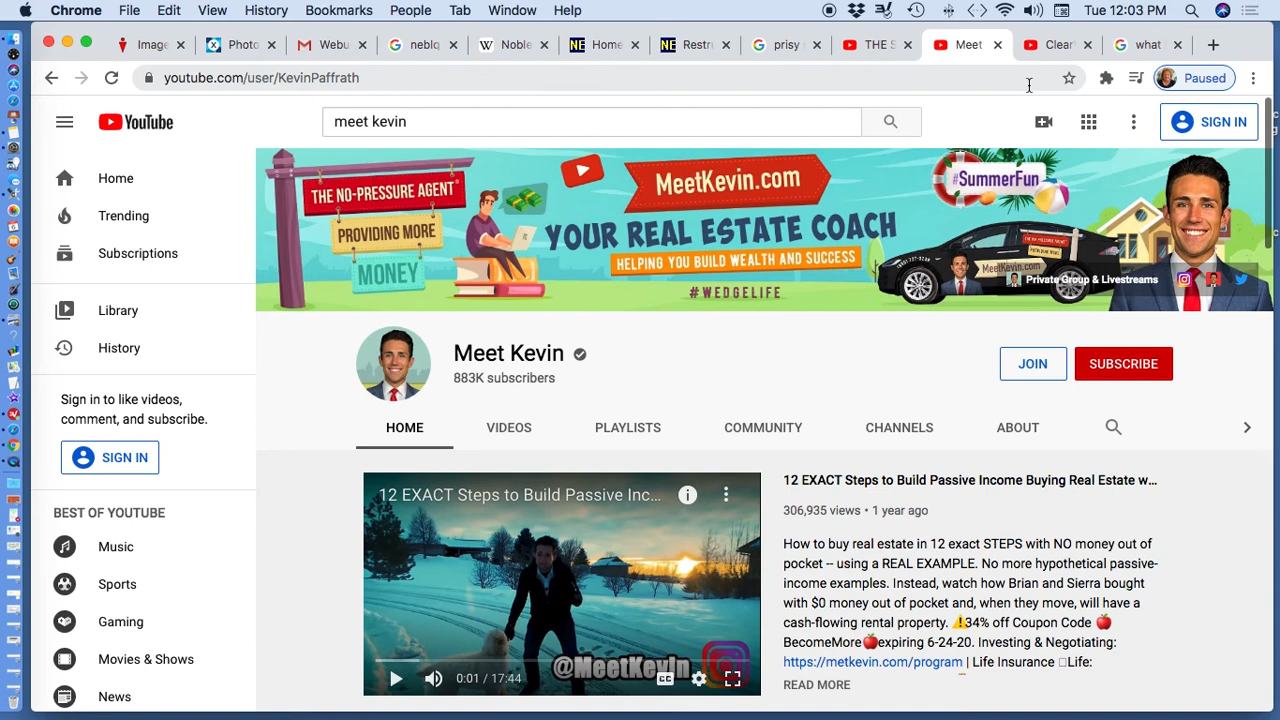 Chrome File Edit View History Bookmarks People Tab Window Help
Tue 12:03 PM
Image
Photo
Webu
neblq
Noble
Home
Restr
prisy
THE S
Meet
Clear
what
youtube.com/user/KevinPaffrath
Paused
YouTube
meet kevin
SIGN IN
Home
Trending
Subscriptions
Library
History
Sign in to like videos,
comment, and subscribe.
SIGN IN
BEST OF YOUTUBE
Music
Sports
Gaming
Movies & Shows
News
THE NO-PRESSURE AGENT
PROVIDING MORE
MONEY
MeetKevin.com
YOUR REAL ESTATE COACH
HELPING YOU BUILD WEALTH AND SUCCESS
#WEDGELIFE
#SummerFun
MeetKevin.com
Private Group & Livestreams
Meet Kevin
883K subscribers
JOIN
SUBSCRIBE
HOME VIDEOS PLAYLISTS COMMUNITY CHANNELS ABOUT
12 EXACT Steps to Build Passive Inc...
@MeetKevin
0:01 / 17:44
CC
12 EXACT Steps to Build Passive Income Buying Real Estate w...
306,935 views • 1 year ago
How to buy real estate in 12 exact STEPS with NO money out of
pocket -- using a REAL EXAMPLE. No more hypothetical passive-
income examples. Instead, watch how Brian and Sierra bought
with $0 money out of pocket and, when they move, will have a
cash-flowing rental property. ⚠️34% off Coupon Code 🍎
BecomeMore🍎expiring 6-24-20. Investing & Negotiating:
https://metkevin.com/program | Life Insurance Life:
READ MORE